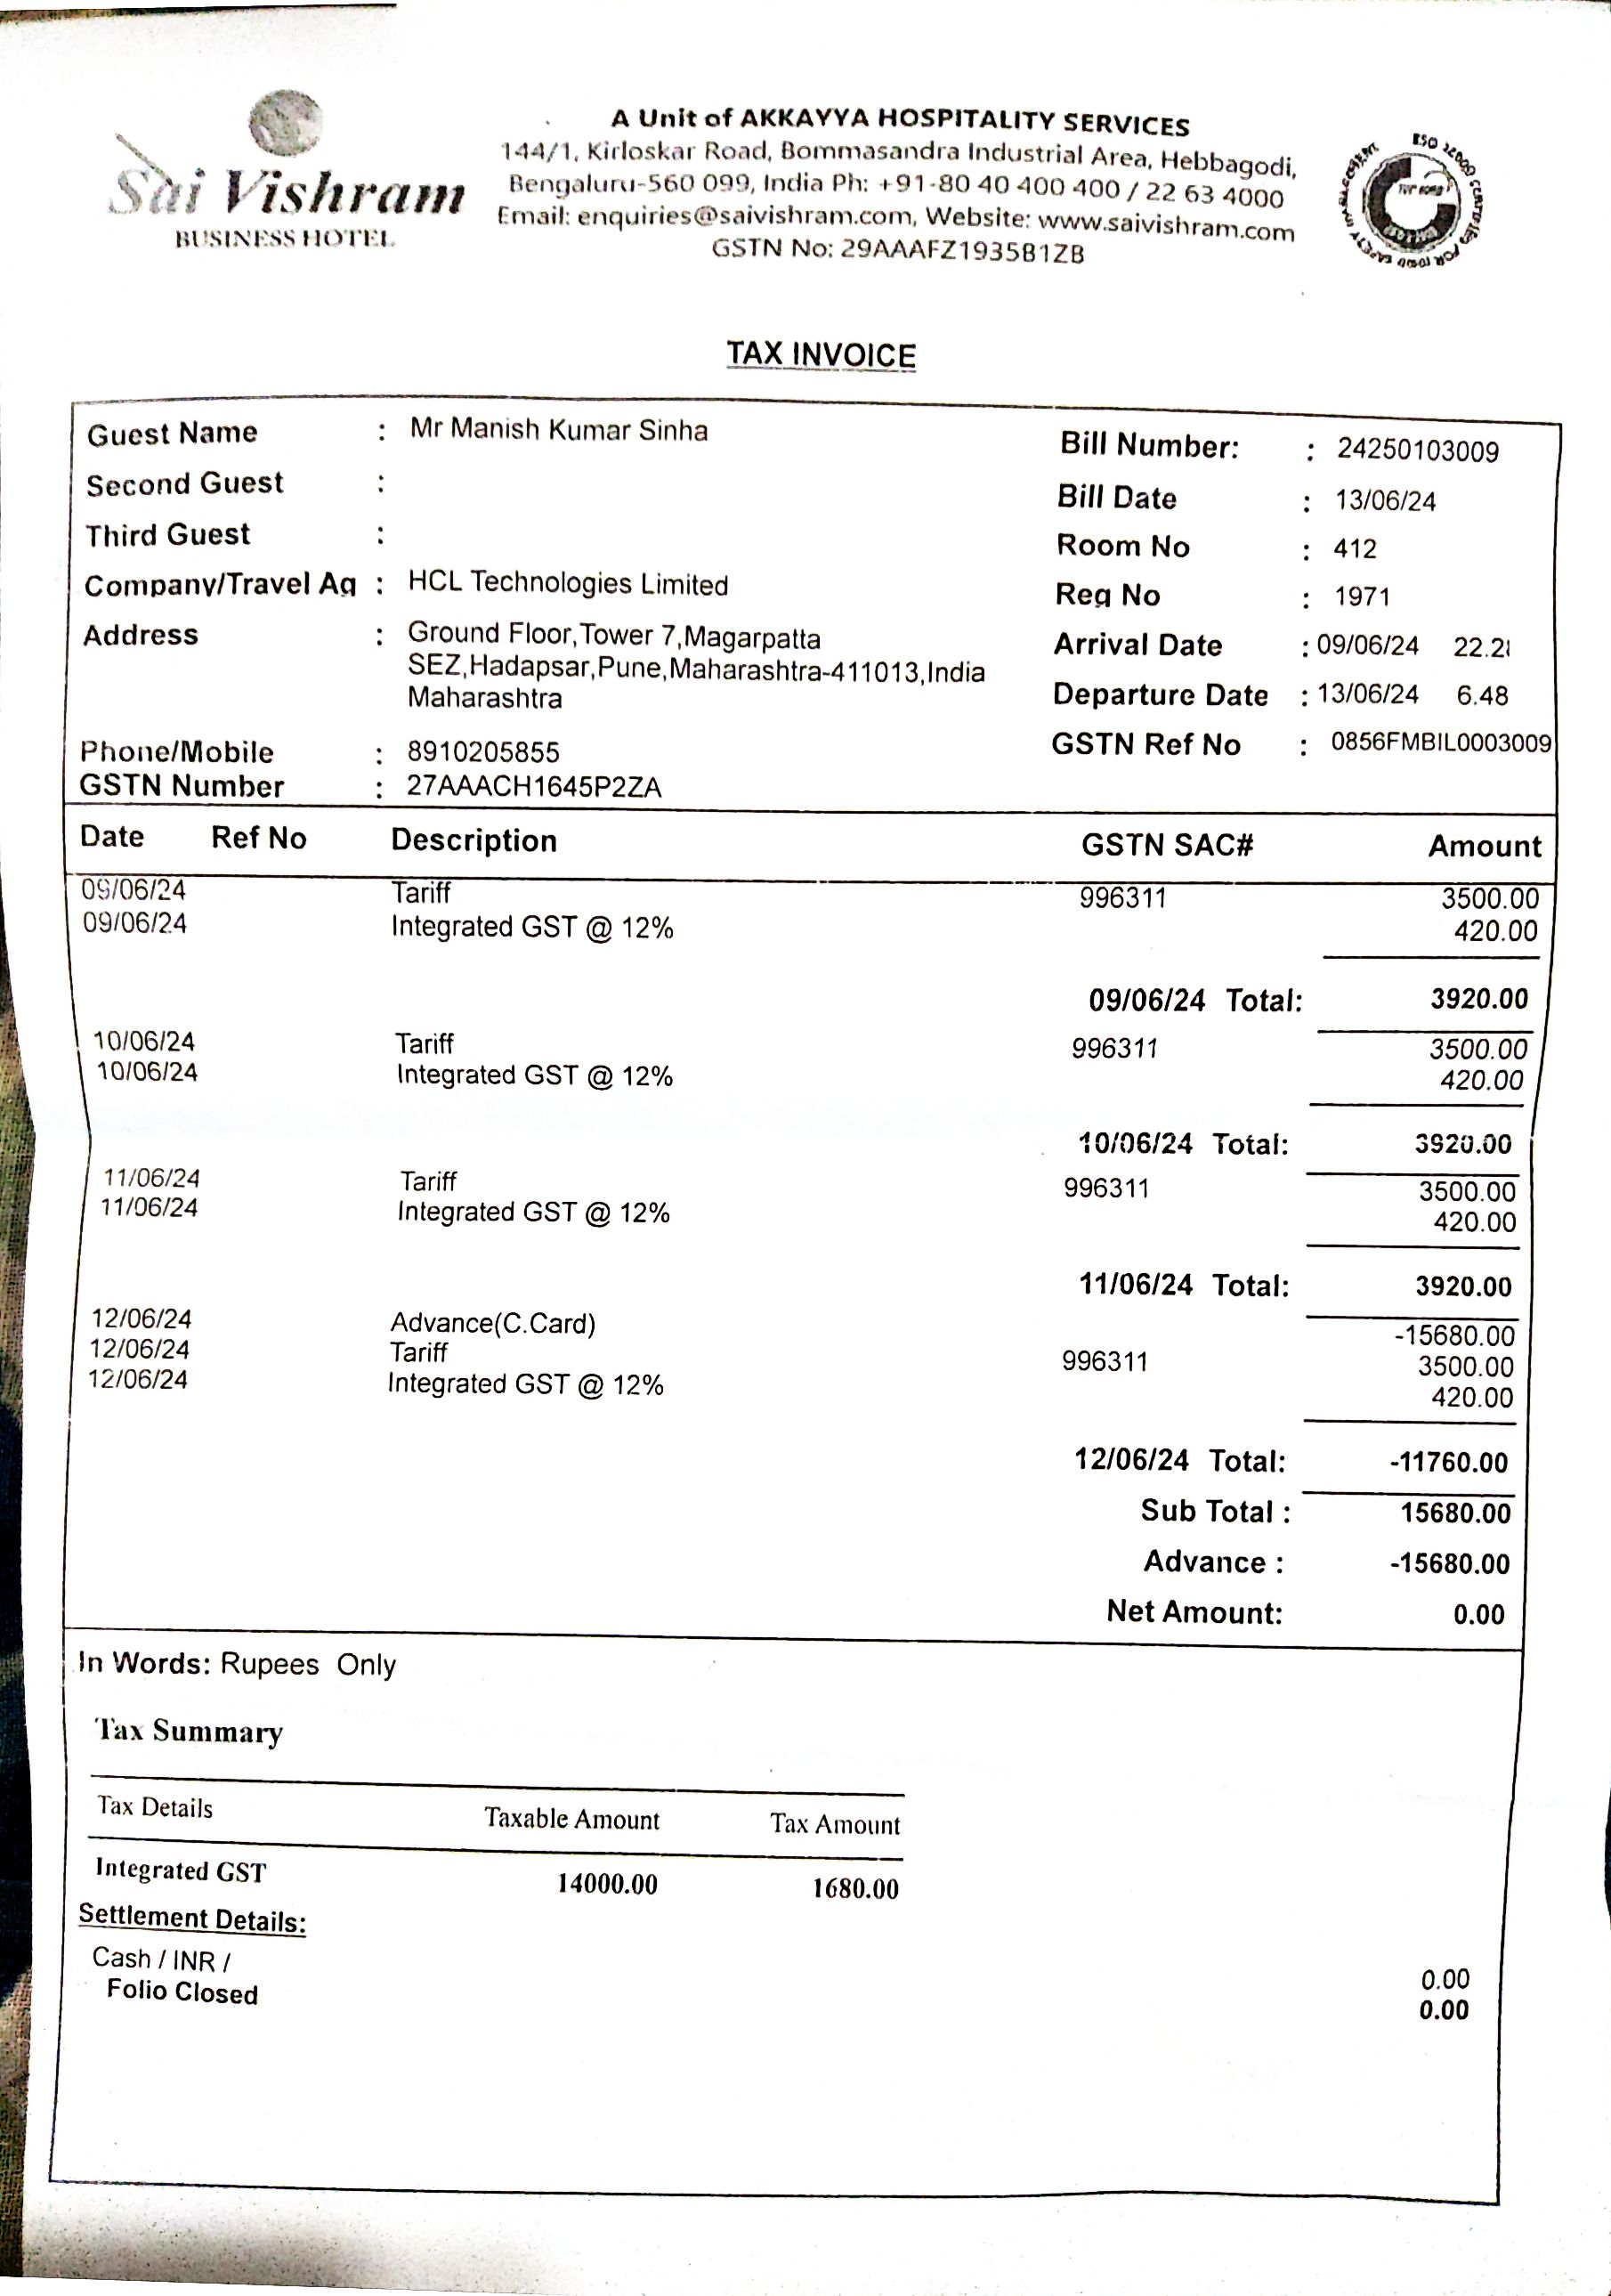 Sai Vishram
BUSINESS HOTEL
A Unit of AKKAYYA HOSPITALITY SERVICES
144/1, Kirloskar Road, Bommasandra Industrial Area, Hebbagodi,
Bengaluru-560 099, India Ph: +91-80 40 400 400 / 22 63 4000
Email: enquiries@saivishram.com, Website: www.saivishram.com
GSTN No: 29AAAFZ1935B1ZB
TAX INVOICE
Guest Name : Mr Manish Kumar Sinha
Second Guest :
Third Guest :
Company/Travel Ag : HCL Technologies Limited
Address : Ground Floor,Tower 7,Magarpatta
SEZ,Hadapsar,Pune,Maharashtra-411013,India
Maharashtra
Phone/Mobile : 8910205855
GSTN Number : 27AAACH1645P2ZA
Bill Number: : 24250103009
Bill Date : 13/06/24
Room No : 412
Reg No : 1971
Arrival Date : 09/06/24
Departure Date : 13/06/24 6.48
GSTN Ref No : 0856FMBIL0003009
Date Ref No Description GSTN SAC# Amount
09/06/24 Tariff 996311 3500.00
09/06/24 Integrated GST @ 12% 420.00
09/06/24 Total: 3920.00
10/06/24 Tariff 996311 3500.00
10/06/24 Integrated GST @ 12% 420.00
10/06/24 Total: 3920.00
11/06/24 Tariff 996311 3500.00
11/06/24 Integrated GST @ 12% 420.00
11/06/24 Total: 3920.00
12/06/24 Advance(C.Card) -15680.00
12/06/24 Tariff 996311 3500.00
12/06/24 Integrated GST @ 12% 420.00
12/06/24 Total: -11760.00
Sub Total : 15680.00
Advance : -15680.00
Net Amount: 0.00
In Words: Rupees Only
Tax Summary
Tax Details Taxable Amount Tax Amount
Integrated GST 14000.00 1680.00
Settlement Details:
Cash / INR / 0.00
Folio Closed 0.00